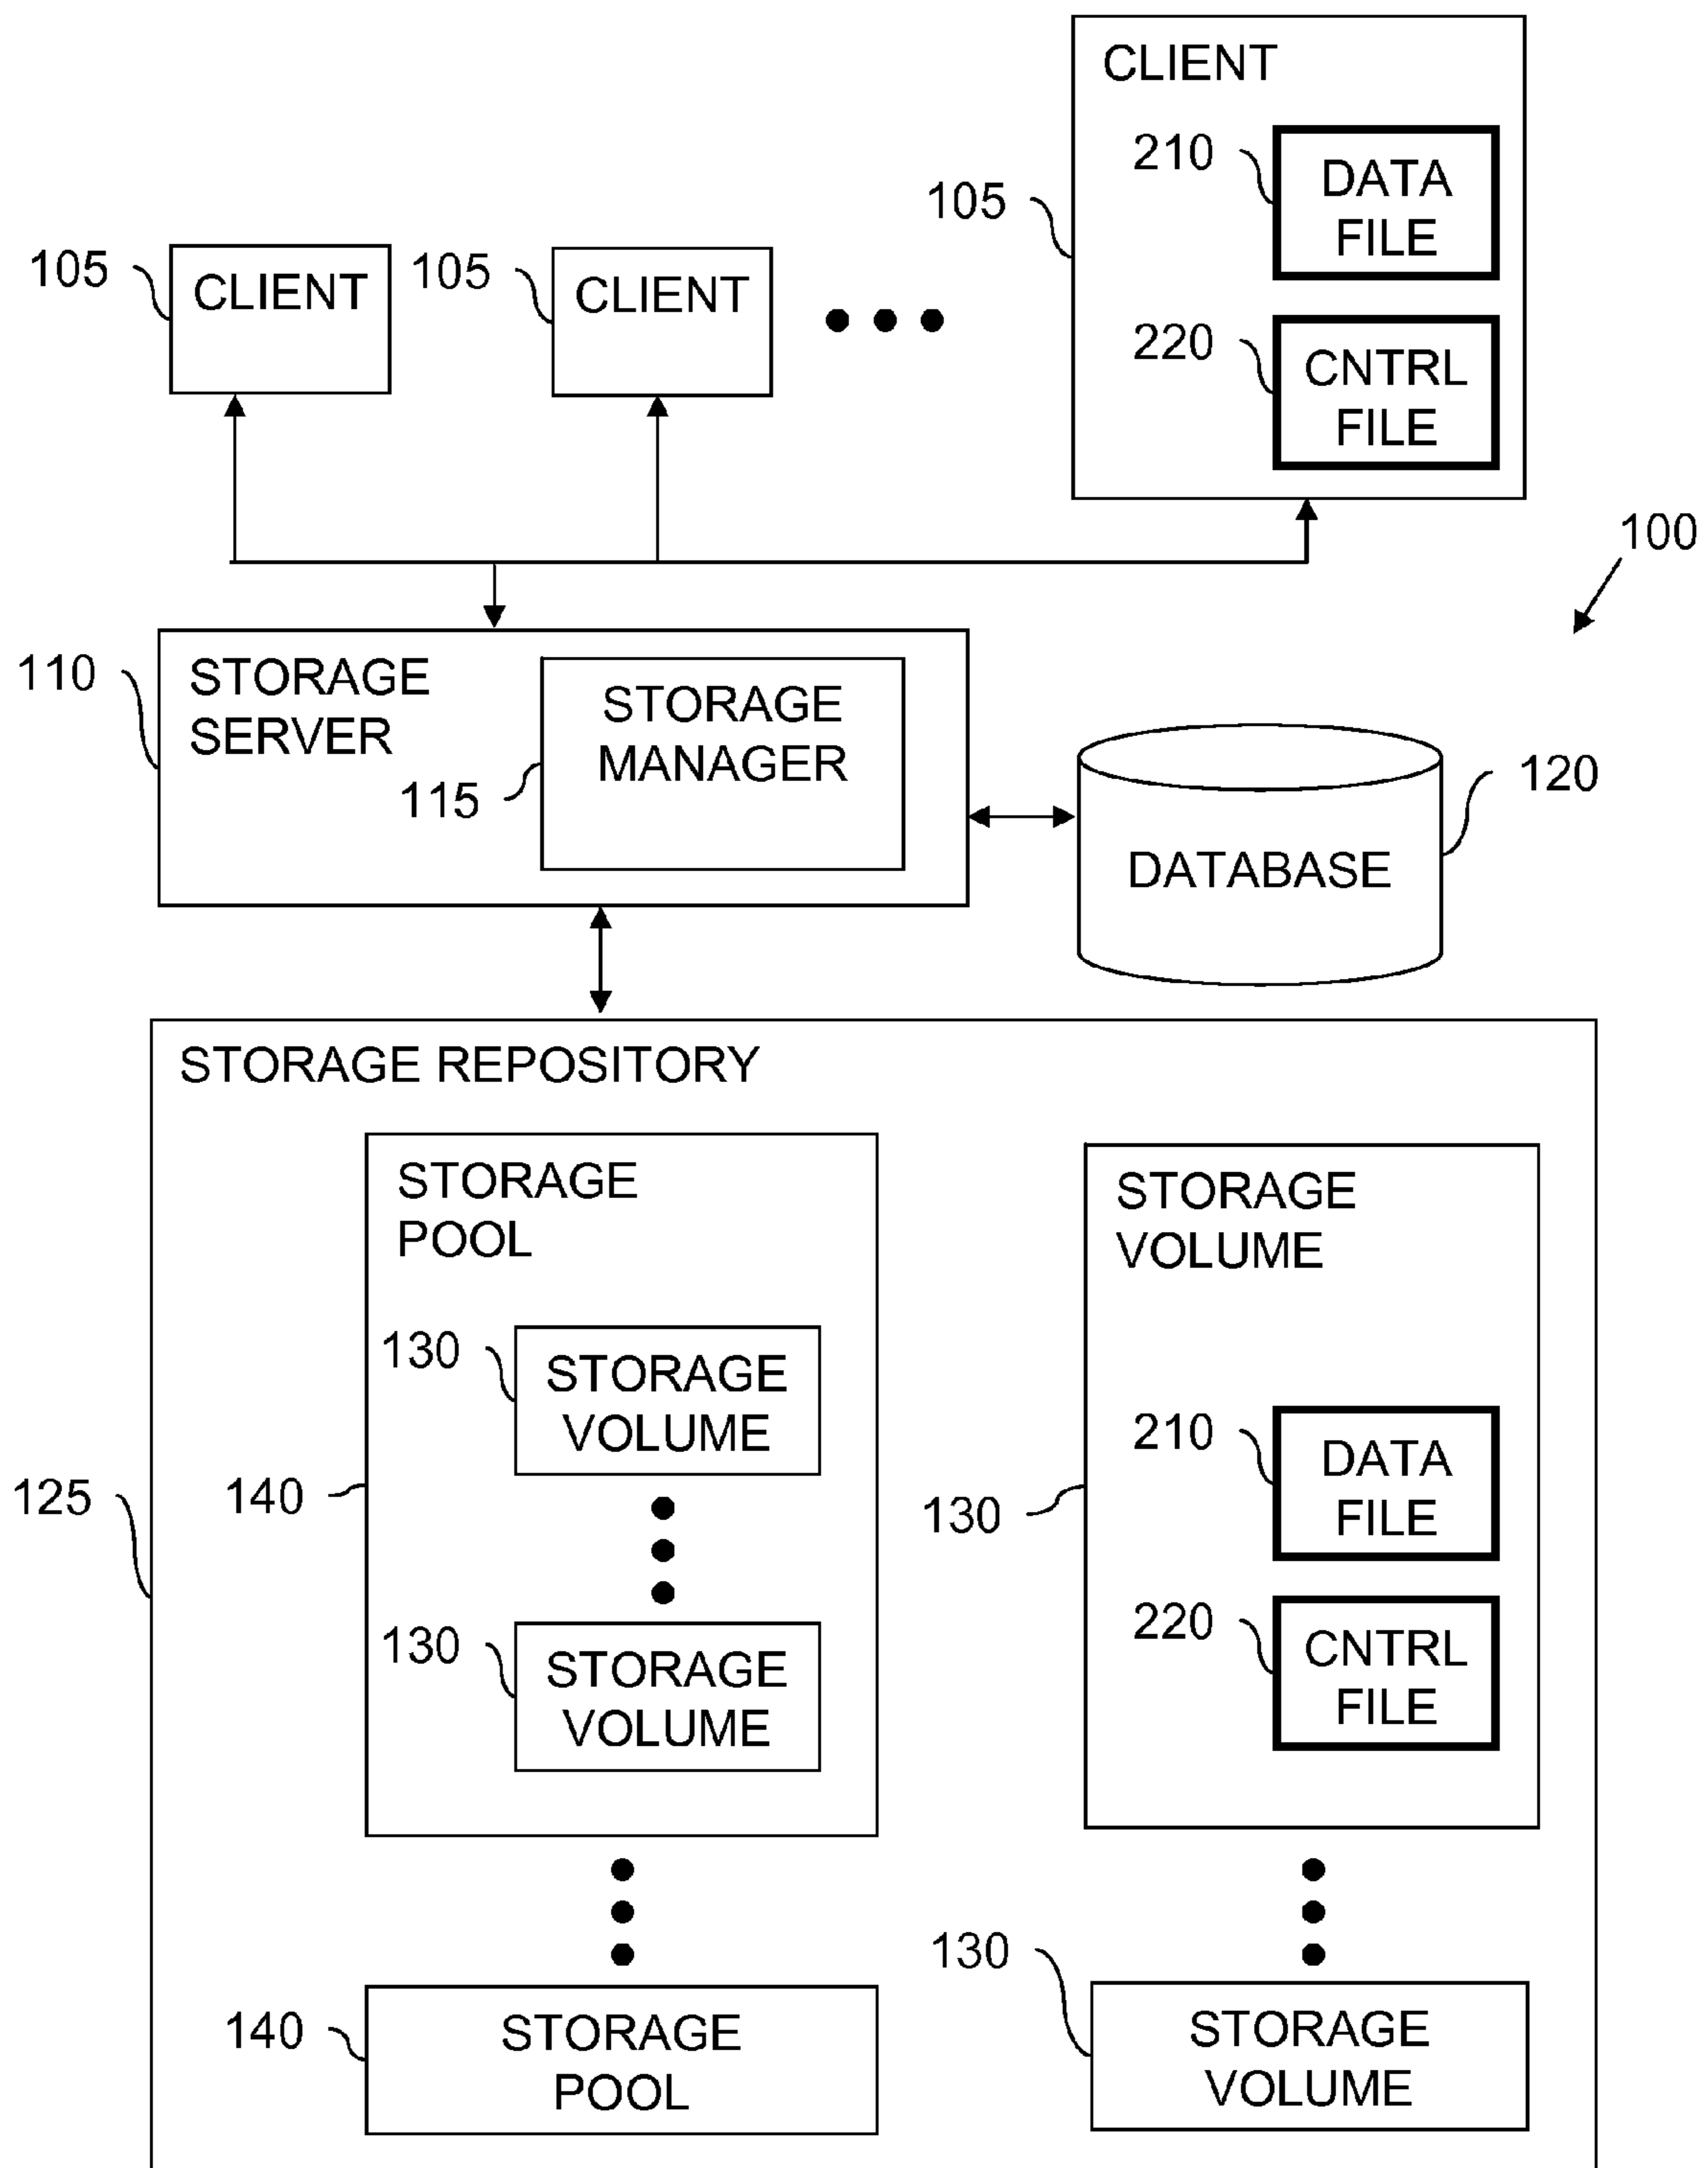 CLIENT
210
DATA
FILE
105
220
CNTRL
FILE
105
CLIENT
105
CLIENT
100
110
STORAGE
SERVER
STORAGE
MANAGER
115
120
DATABASE
STORAGE REPOSITORY
125
140
STORAGE
POOL
130
STORAGE
VOLUME
130
STORAGE
VOLUME
130
STORAGE
VOLUME
210
DATA
FILE
220
CNTRL
FILE
140
STORAGE
POOL
130
STORAGE
VOLUME